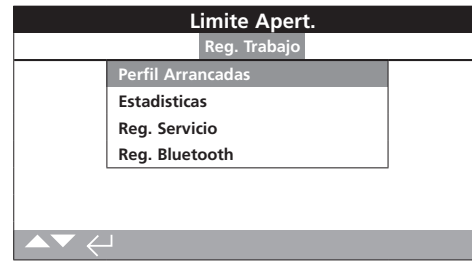 Limite Apert.
Reg. Trabajo
Perfil Arrancadas
Estadisticas
Reg. Servicio
Reg. Bluetooth